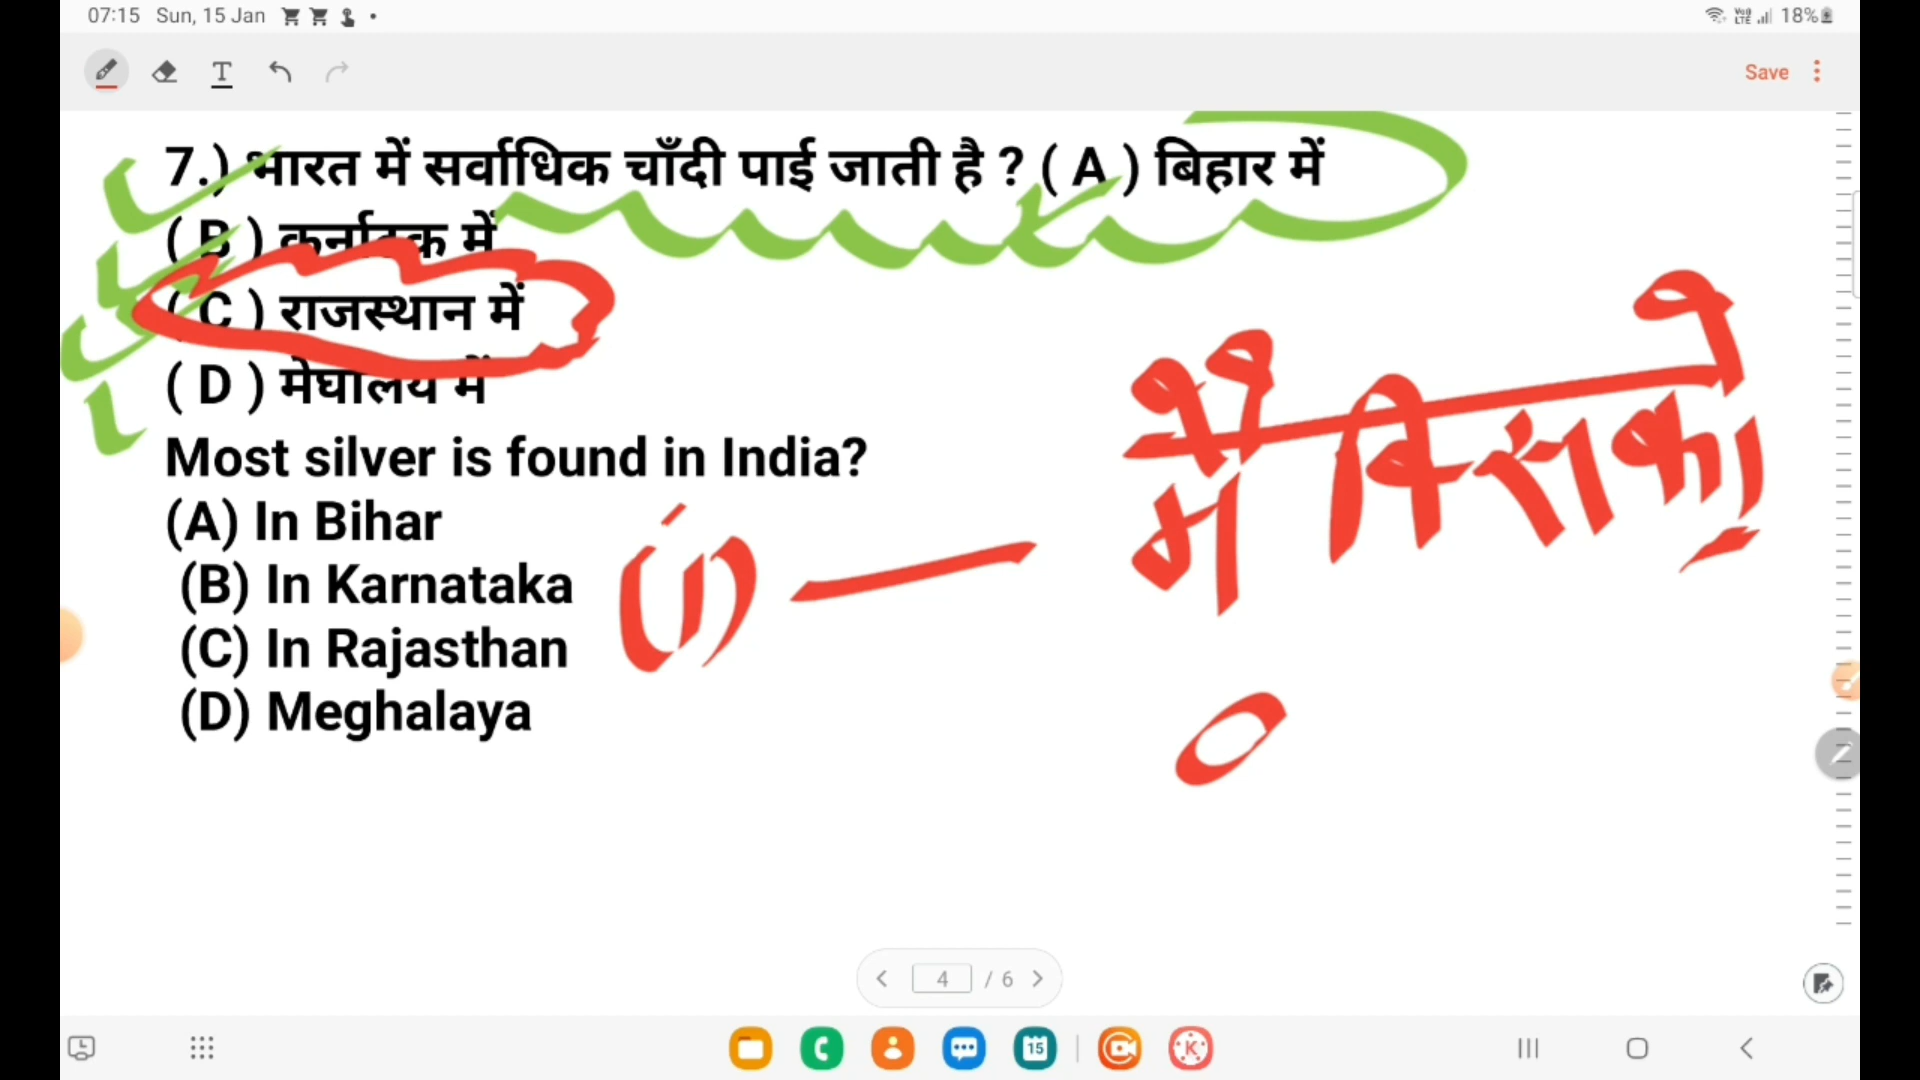 07:15 Sun, 15 Jan
18%
Save
7.) भारत में सर्वाधिक चाँदी पाई जाती है ? ( A ) बिहार में
( B ) कर्नाटक में
( C ) राजस्थान में
( D ) मेघालय में
Most silver is found in India?
(A) In Bihar
(B) In Karnataka
(C) In Rajasthan
(D) Meghalaya
4 / 6
15
K